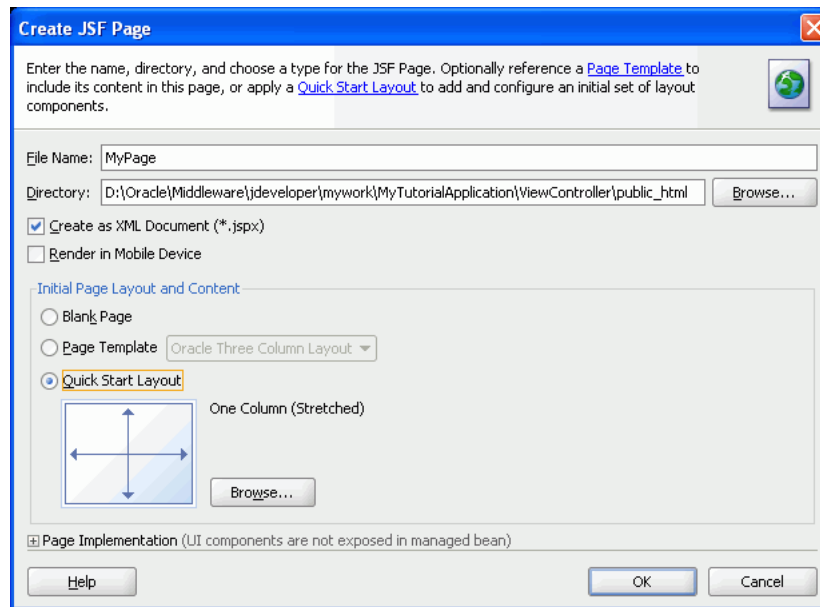 Create JSF Page
Enter the name, directory, and choose a type for the JSF Page. Optionally reference a Page Template to
include its content in this page, or apply a Quick Start Layout to add and configure an initial set of layout
components.
File Name: MyPage
Directory: D:\Oracle\Middleware\jdeveloper\mywork\MyTutorialApplication\ViewController\public_html Browse...
Create as XML Document (*.jspx)
Render in Mobile Device
Initial Page Layout and Content
Blank Page
Page Template Oracle Three Column Layout
Quick Start Layout
One Column (Stretched)
Browse...
Page Implementation (UI components are not exposed in managed bean)
Help OK Cancel